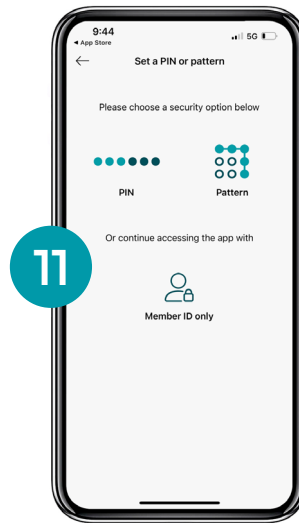 9:44
5G
◀ App Store
Set a PIN or pattern
Please choose a security option below
PIN
Pattern
Or continue accessing the app with
11
Member ID only